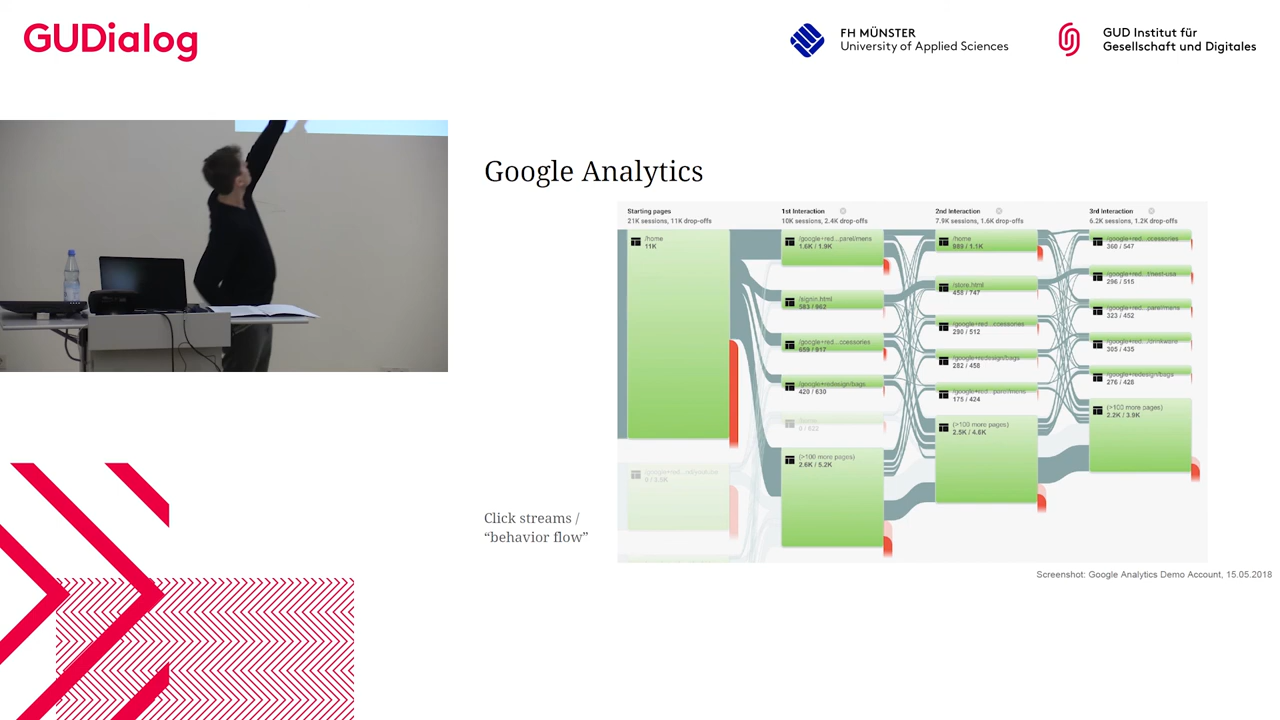 GUDialog
FH MÜNSTER
University of Applied Sciences
GUD Institut für
Gesellschaft und Digitales
Google Analytics
Starting pages
21K sessions, 11K drop-offs
/home
11K
0 / 3.5K
1st Interaction
10K sessions, 2.4K drop-offs
/google+red...parel/mens
1.6K / 1.9K
/signin.html
583 / 962
/google+red...ccessories
659 / 917
/google+redesign/bags
420 / 630
/home
0 / 622
(>100 more pages)
2.6K / 5.2K
2nd Interaction
7.9K sessions, 1.6K drop-offs
/home
989 / 1.1K
/store.html
458 / 747
/google+red...ccessories
290 / 512
/google+redesign/bags
282 / 458
/google+red...parel/mens
175 / 424
(>100 more pages)
2.5K / 4.6K
3rd Interaction
6.2K sessions, 1.2K drop-offs
/google+red...ccessories
360 / 547
296 / 515
/google+red...parel/mens
323 / 452
/google+red.../drinkware
305 / 435
/google+redesign/bags
276 / 428
(>100 more pages)
2.2K / 3.9K
Click streams /
“behavior flow”
Screenshot: Google Analytics Demo Account, 15.05.2018